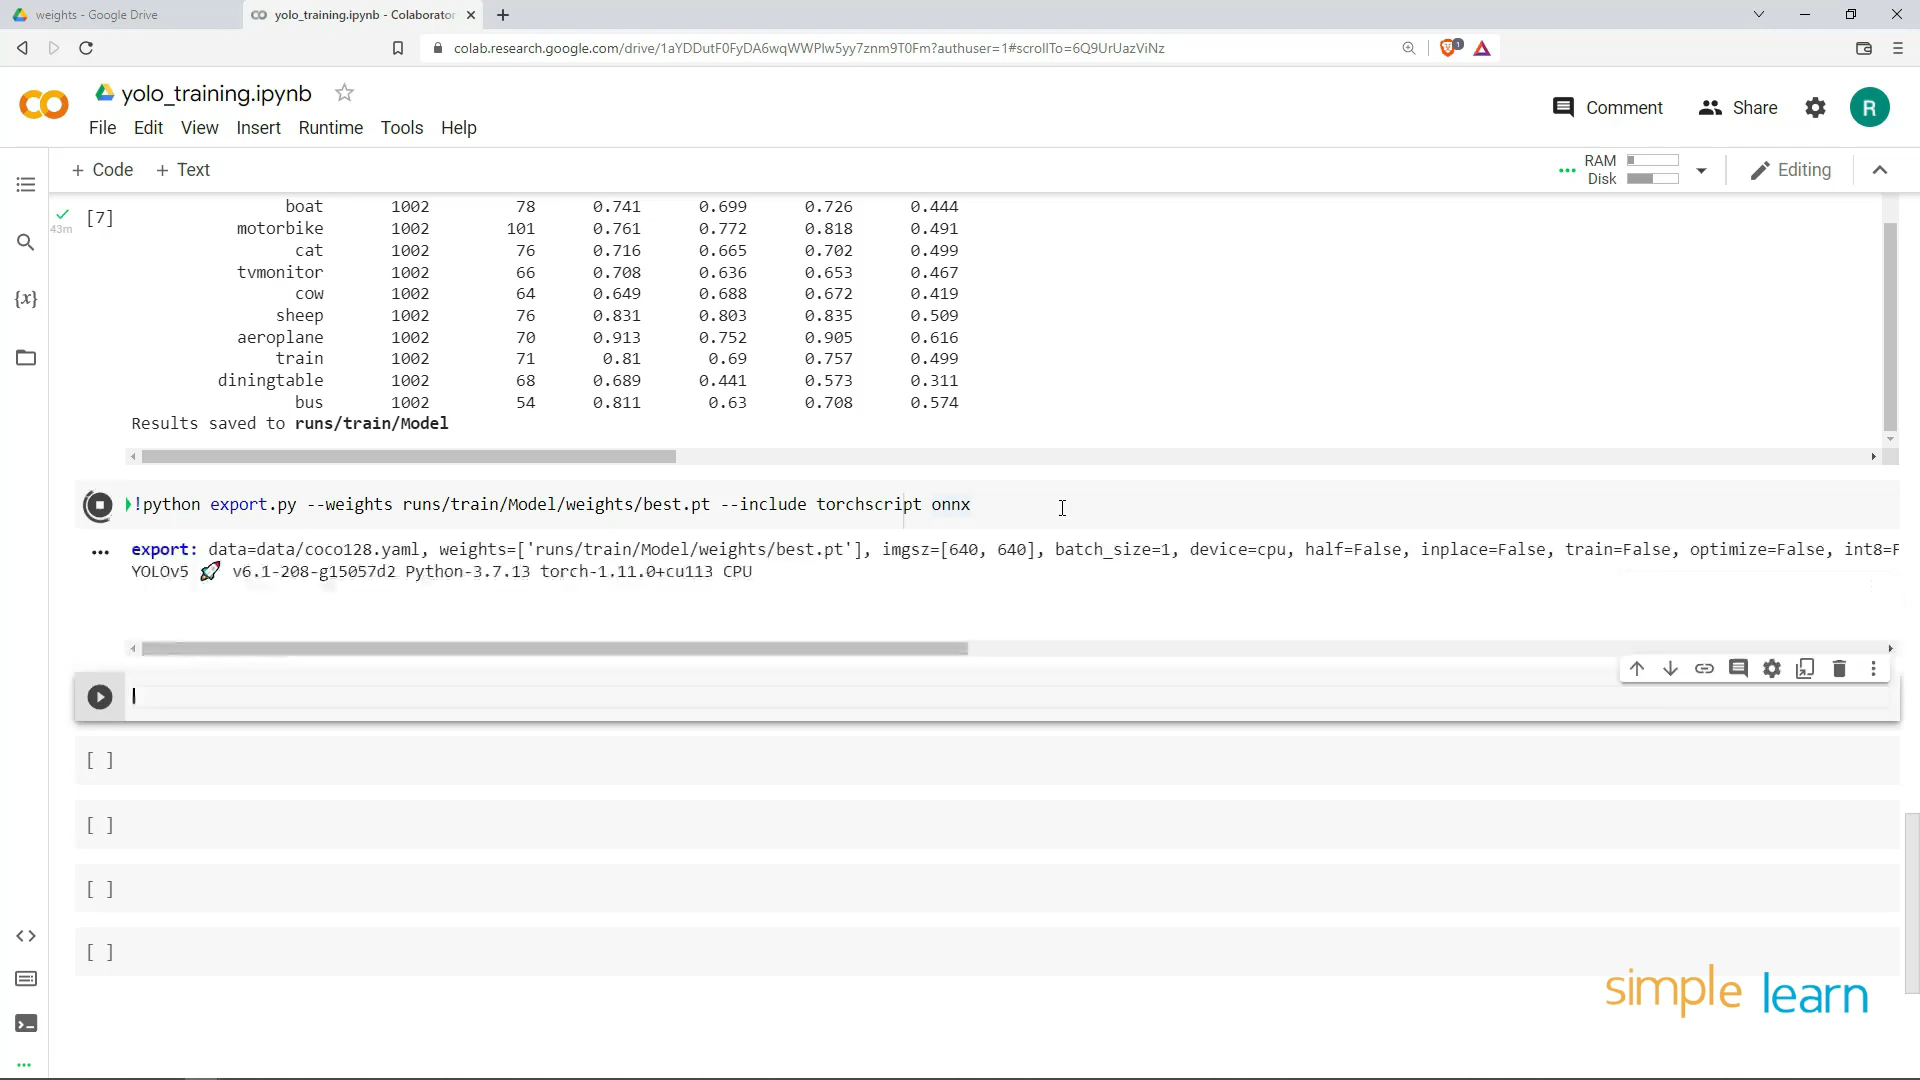 weights - Google Drive
yolo_training.ipynb - Colaborator
colab.research.google.com/drive/1aYDDutF0FyDA6wqWWPlw5yy7znm9T0Fm?authuser=1#scrollTo=6Q9UrUazViNz
1
yolo_training.ipynb
Comment
Share
R
File Edit View Insert Runtime Tools Help
+ Code + Text
RAM
Disk
Editing
[7]
43m
boat 1002 78 0.741 0.699 0.726 0.444
motorbike 1002 101 0.761 0.772 0.818 0.491
cat 1002 76 0.716 0.665 0.702 0.499
tvmonitor 1002 66 0.708 0.636 0.653 0.467
cow 1002 64 0.649 0.688 0.672 0.419
sheep 1002 76 0.831 0.803 0.835 0.509
aeroplane 1002 70 0.913 0.752 0.905 0.616
train 1002 71 0.81 0.69 0.757 0.499
diningtable 1002 68 0.689 0.441 0.573 0.311
bus 1002 54 0.811 0.63 0.708 0.574
Results saved to runs/train/Model
!python export.py --weights runs/train/Model/weights/best.pt --include torchscript onnx
export: data=data/coco128.yaml, weights=['runs/train/Model/weights/best.pt'], imgsz=[640, 640], batch_size=1, device=cpu, half=False, inplace=False, train=False, optimize=False, int8=F
YOLOv5 🚀 v6.1-208-g15057d2 Python-3.7.13 torch-1.11.0+cu113 CPU
[ ]
[ ]
[ ]
[ ]
simplelearn